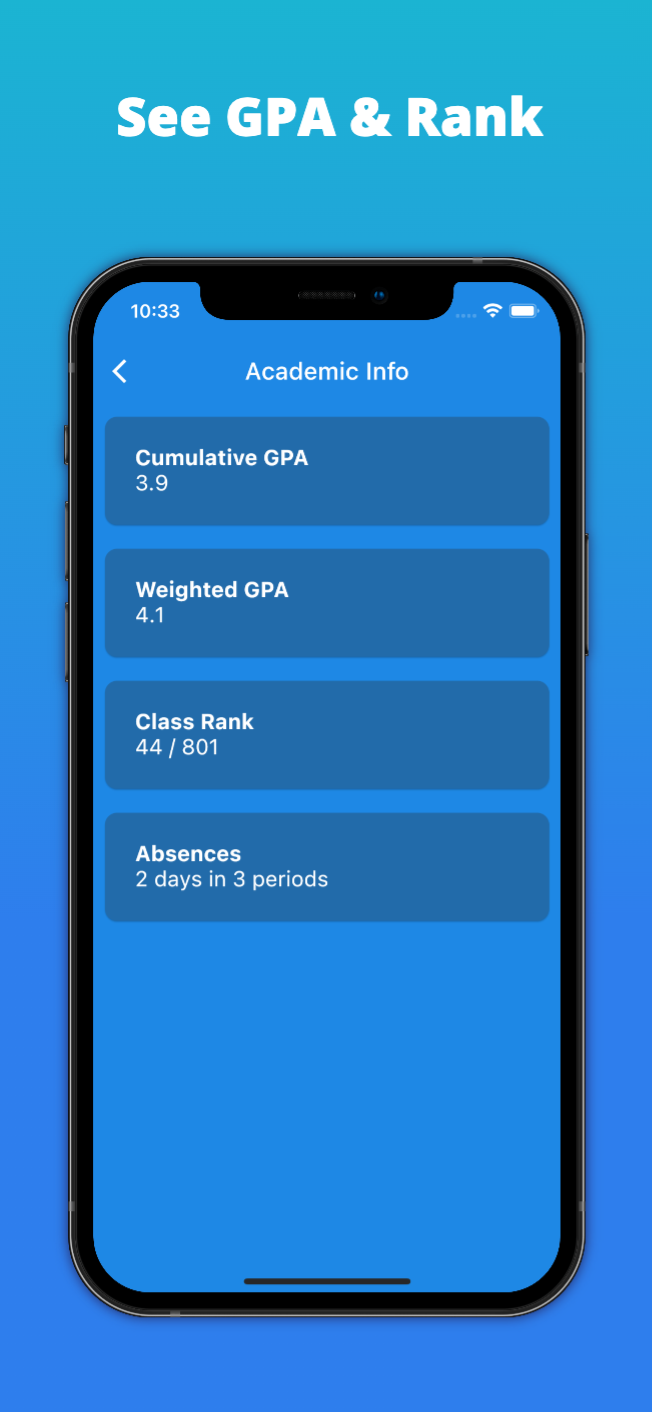 See GPA & Rank
10:33
Academic Info
Cumulative GPA
3.9
Weighted GPA
4.1
Class Rank
44 / 801
Absences
2 days in 3 periods